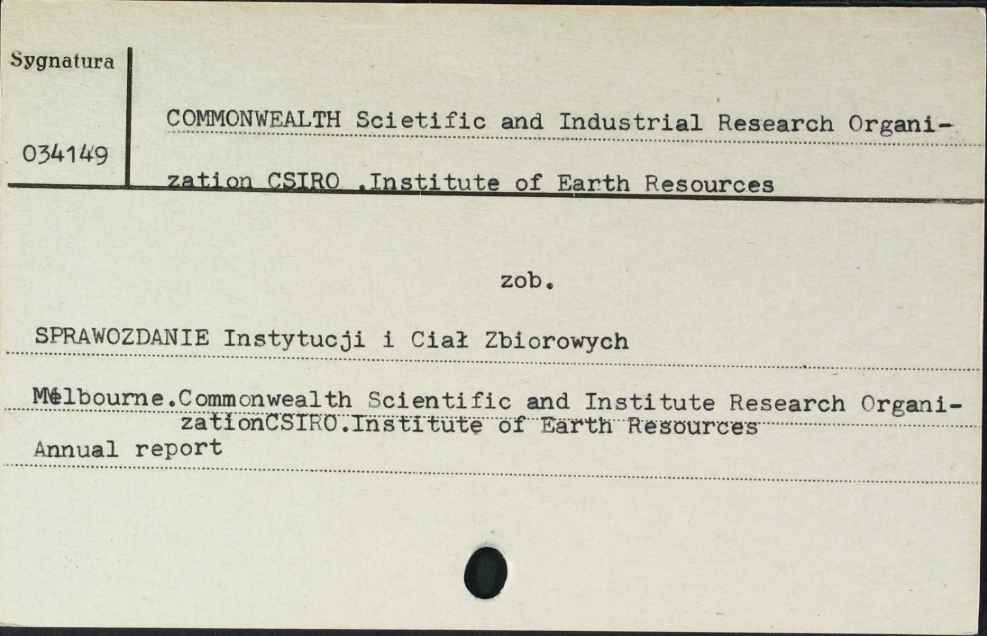 Sygnatura
034149
COMMONWEALTH Scietific and Industrial Research Organi-
zation CSIRO .Institute of Earth Resources
zob.
SPRAWOZDANIE Instytucji i Ciał Zbiorowych
Melbourne.Commonwealth Scientific and Institute Research Organi-
zationCSIRO.Institute of Earth Resources
Annual report